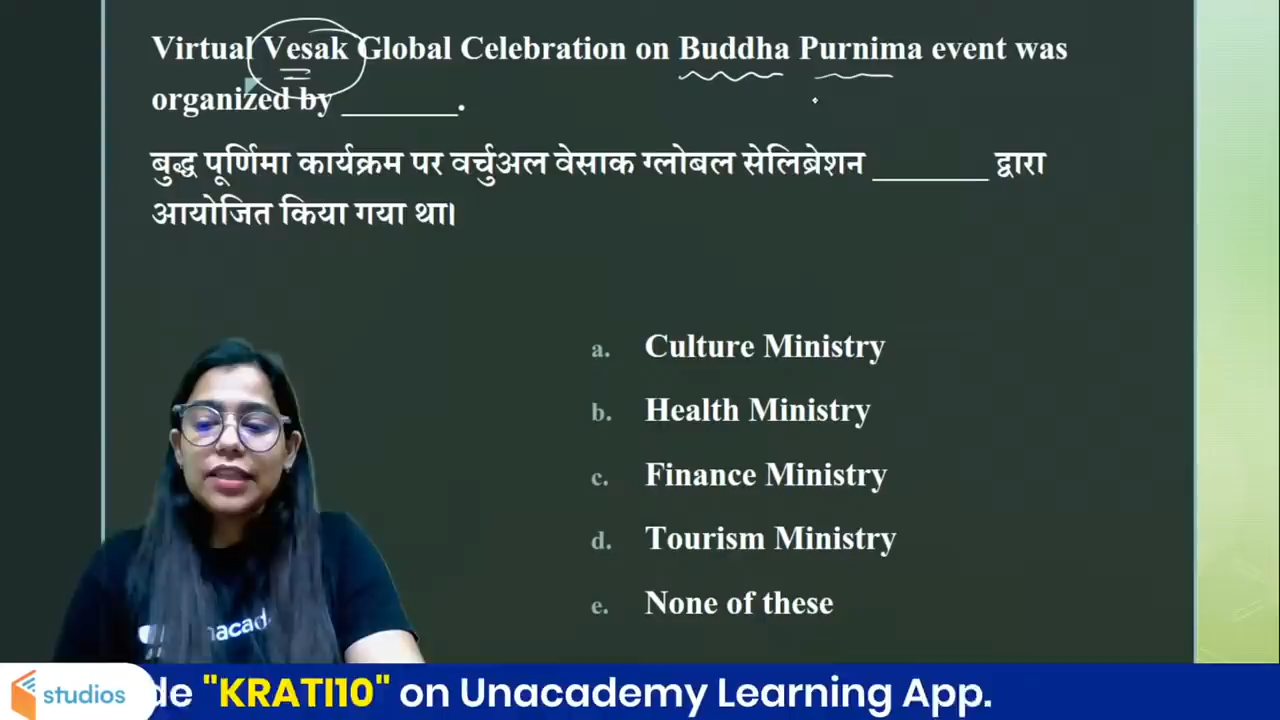 Virtual Vesak Global Celebration on Buddha Purnima event was
organized by _______.
बुद्ध पूर्णिमा कार्यक्रम पर वर्चुअल वेसाक ग्लोबल सेलिब्रेशन _______ द्वारा
आयोजित किया गया था।
a. Culture Ministry
b. Health Ministry
c. Finance Ministry
d. Tourism Ministry
e. None of these
studios de "KRATI10" on Unacademy Learning App.